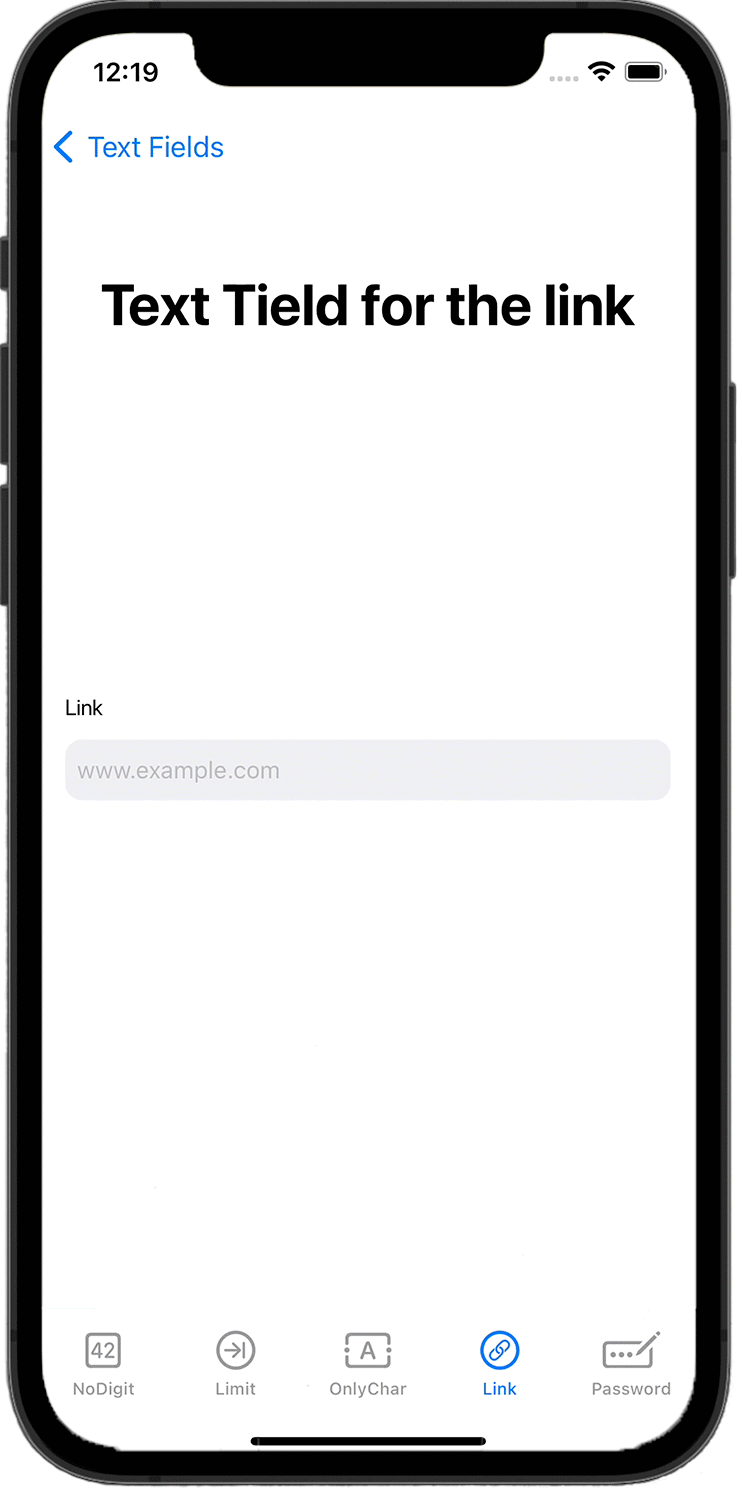 12:19
Text Fields
Text Tield for the link
Link
www.example.com
42
A
NoDigit
Limit
OnlyChar
Link
Password